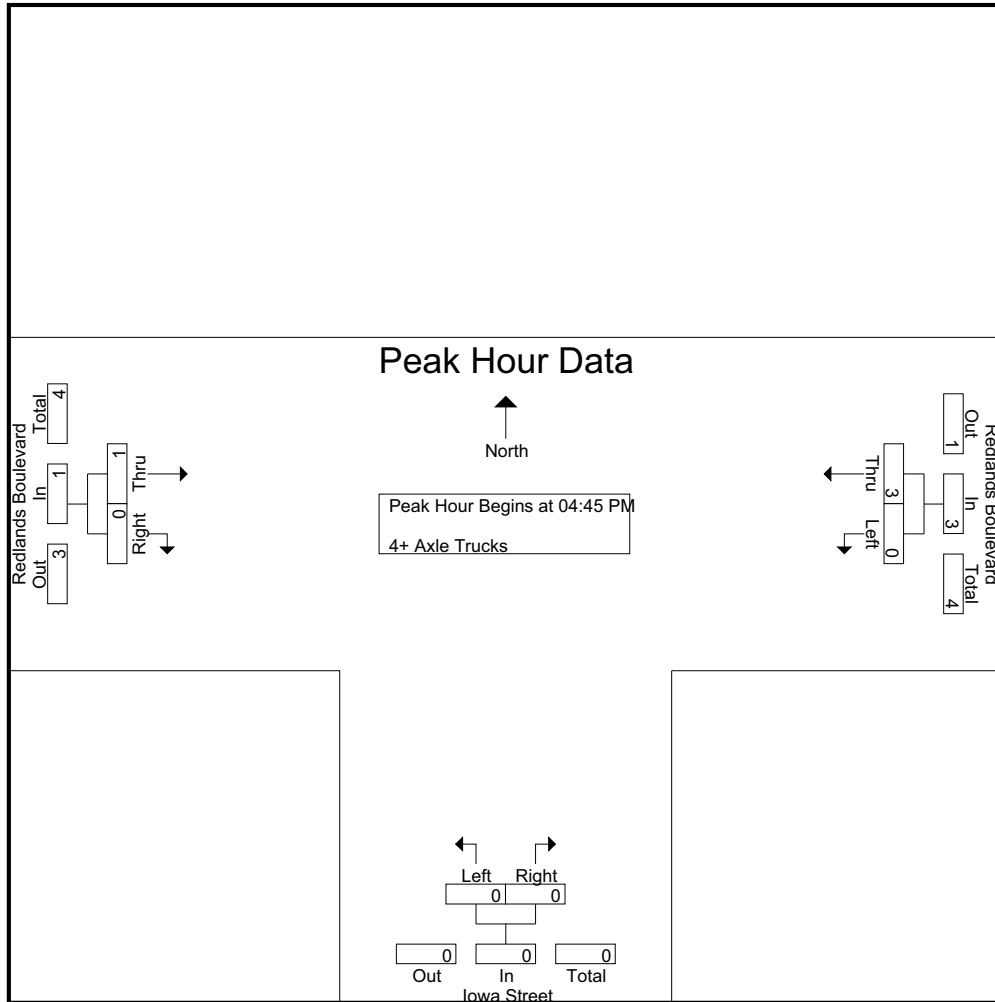 Peak Hour Data
North
Peak Hour Begins at 04:45 PM
4+ Axle Trucks
Redlands Boulevard
Out In Total
3 1 4
Right Thru
0 1
Redlands Boulevard
Out In Total
1 3 4
Thru Left
3 0
Left Right
0 0
0 0 0
Out In Total
Iowa Street